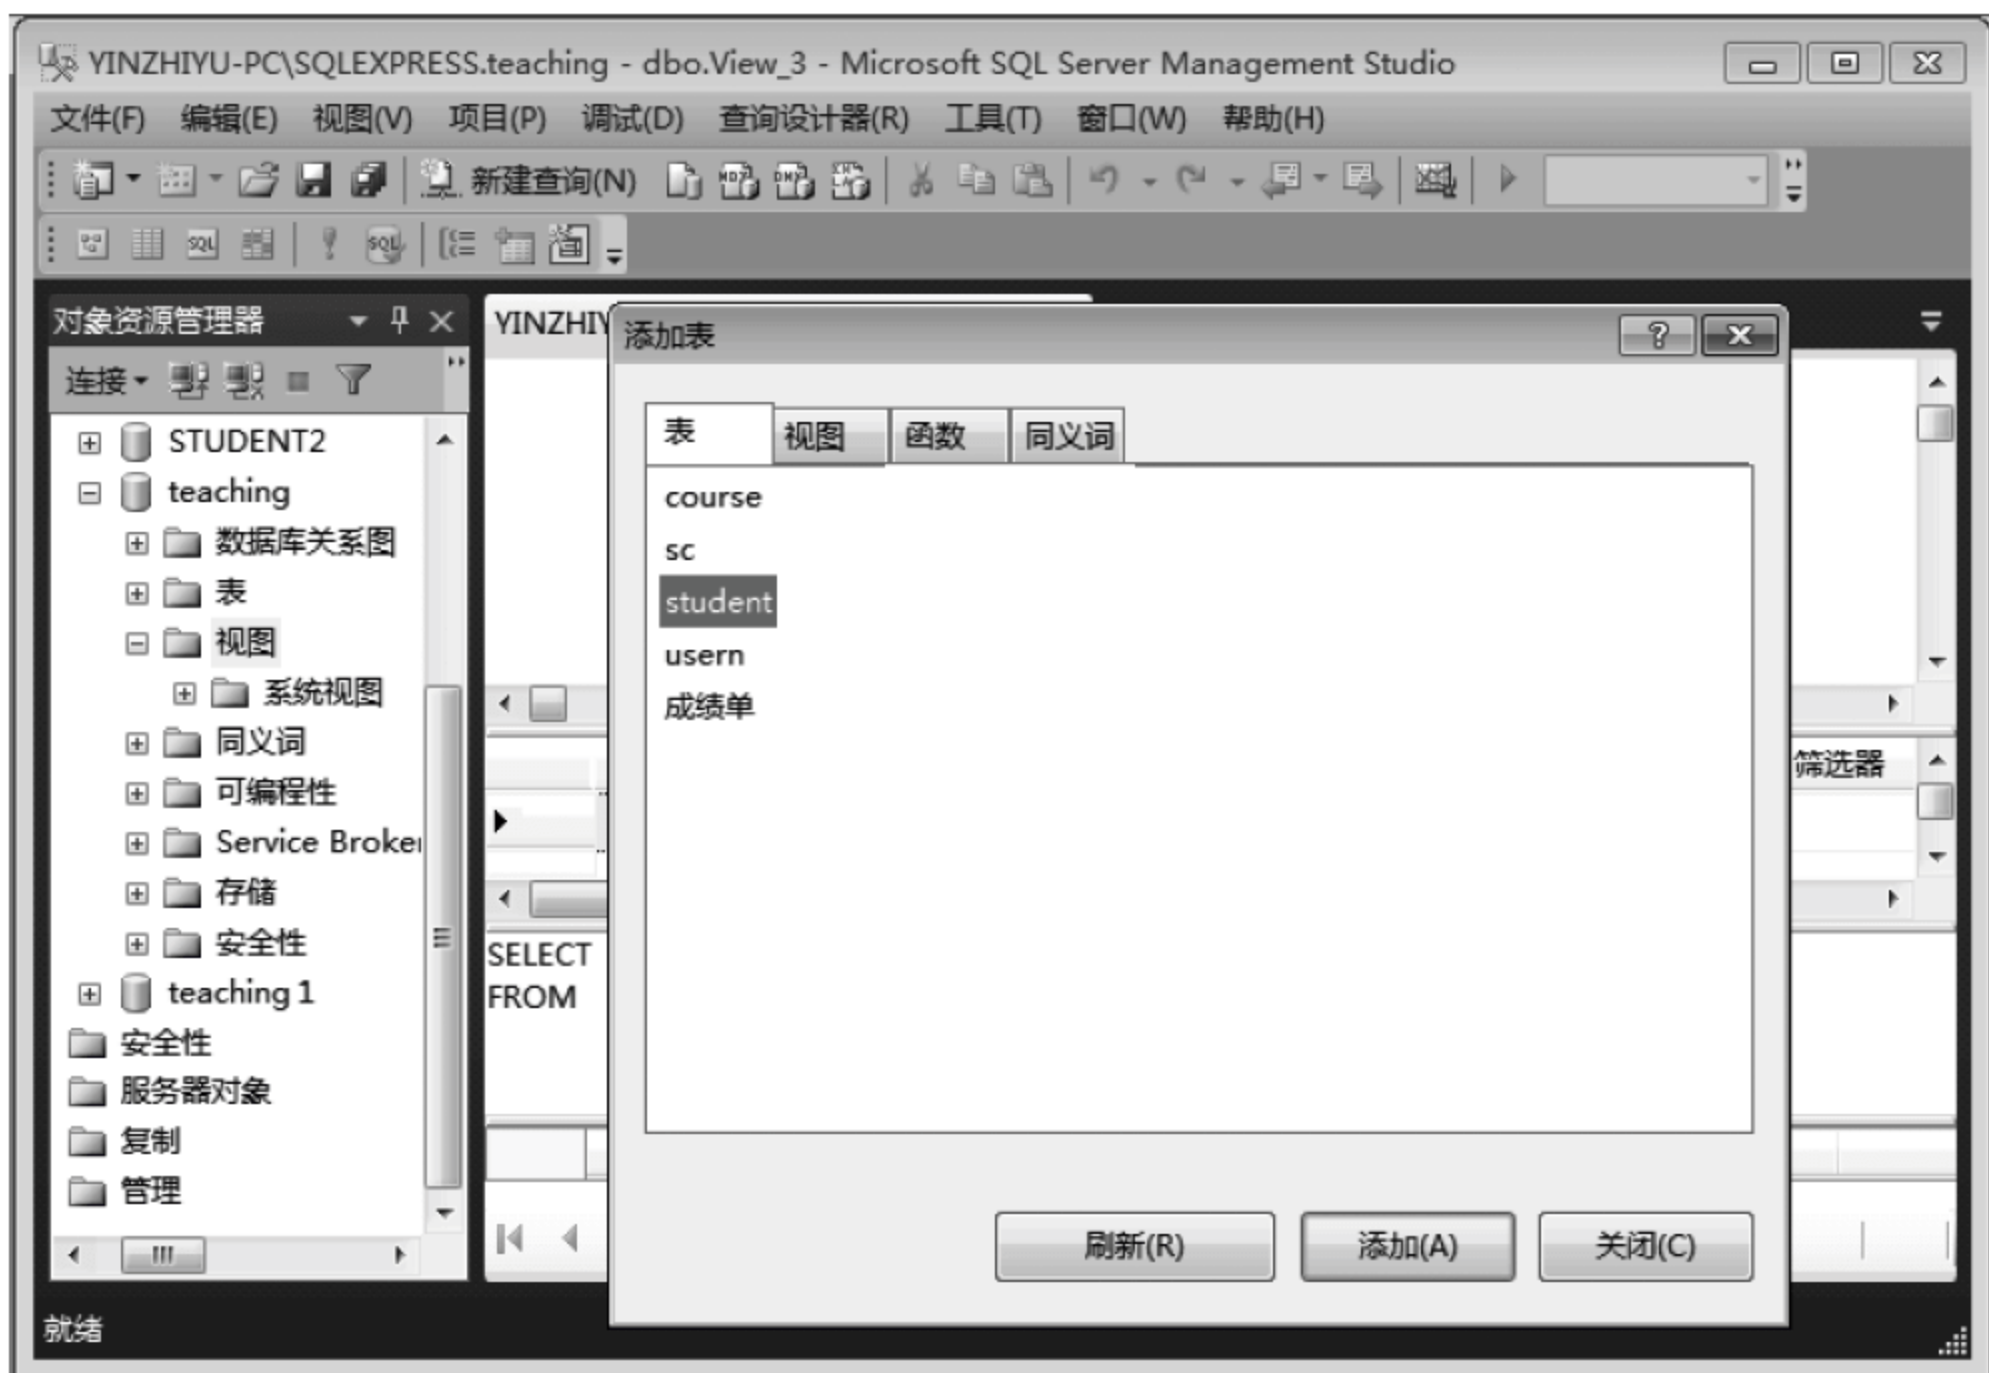 YINZHIYU-PC\SQLEXPRESS.teaching - dbo.View_3 - Microsoft SQL Server Management Studio
文件(F) 编辑(E) 视图(V) 项目(P) 调试(D) 查询设计器(R) 工具(T) 窗口(W) 帮助(H)
新建查询(N)
SQL
对象资源管理器
连接
STUDENT2
teaching
数据库关系图
表
视图
系统视图
同义词
可编程性
Service Broker
存储
安全性
teaching 1
安全性
服务器对象
复制
管理
YINZHIY
筛选器
SELECT
FROM
添加表
表 视图 函数 同义词
course
sc
student
usern
成绩单
刷新(R) 添加(A) 关闭(C)
就绪